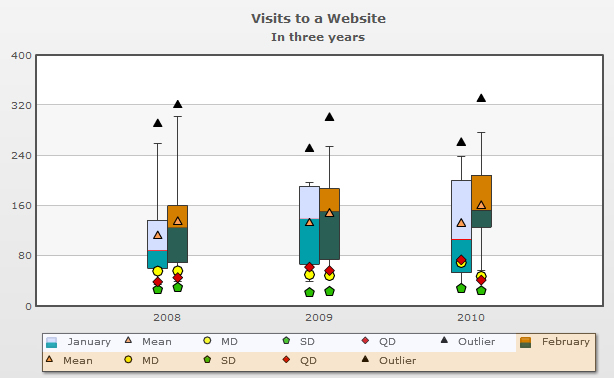 Visits to a Website
In three years
400
320
240
160
80
0
2008 2009 2010
January Mean MD SD QD Outlier February
Mean MD SD QD Outlier